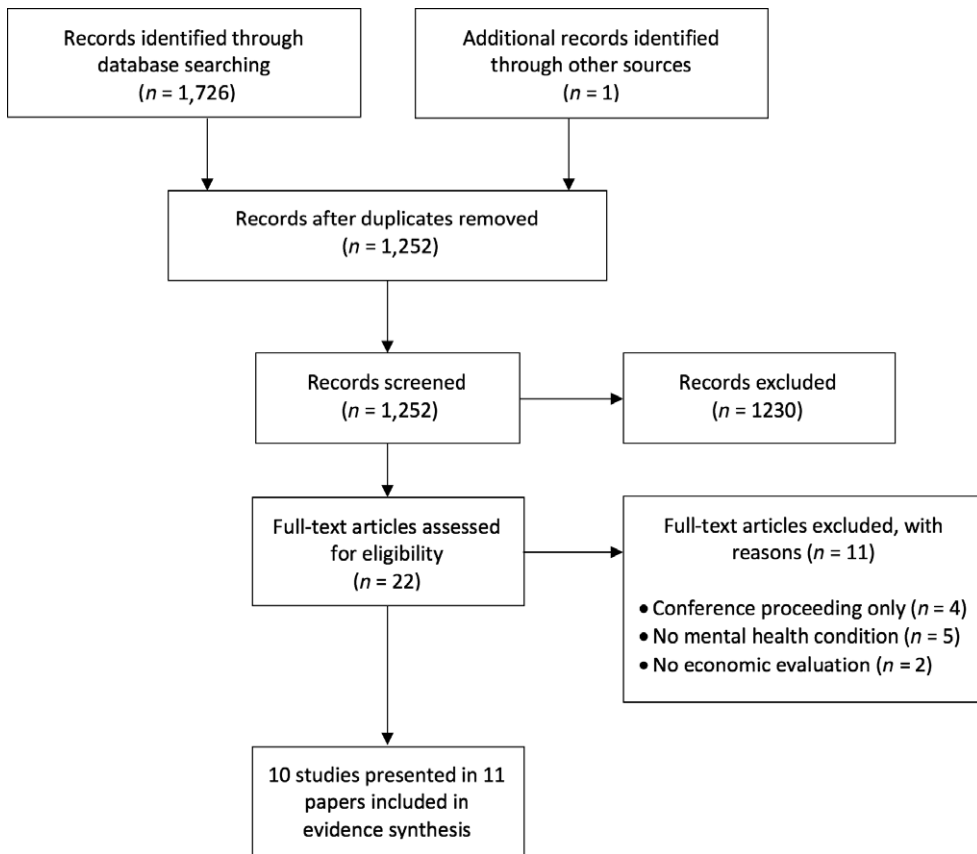 Records identified through
database searching
(n = 1,726)
Additional records identified
through other sources
(n = 1)
Records after duplicates removed
(n = 1,252)
Records screened
(n = 1,252)
Records excluded
(n = 1230)
Full-text articles assessed
for eligibility
(n = 22)
Full-text articles excluded, with
reasons (n = 11)
• Conference proceeding only (n = 4)
• No mental health condition (n = 5)
• No economic evaluation (n = 2)
10 studies presented in 11
papers included in
evidence synthesis